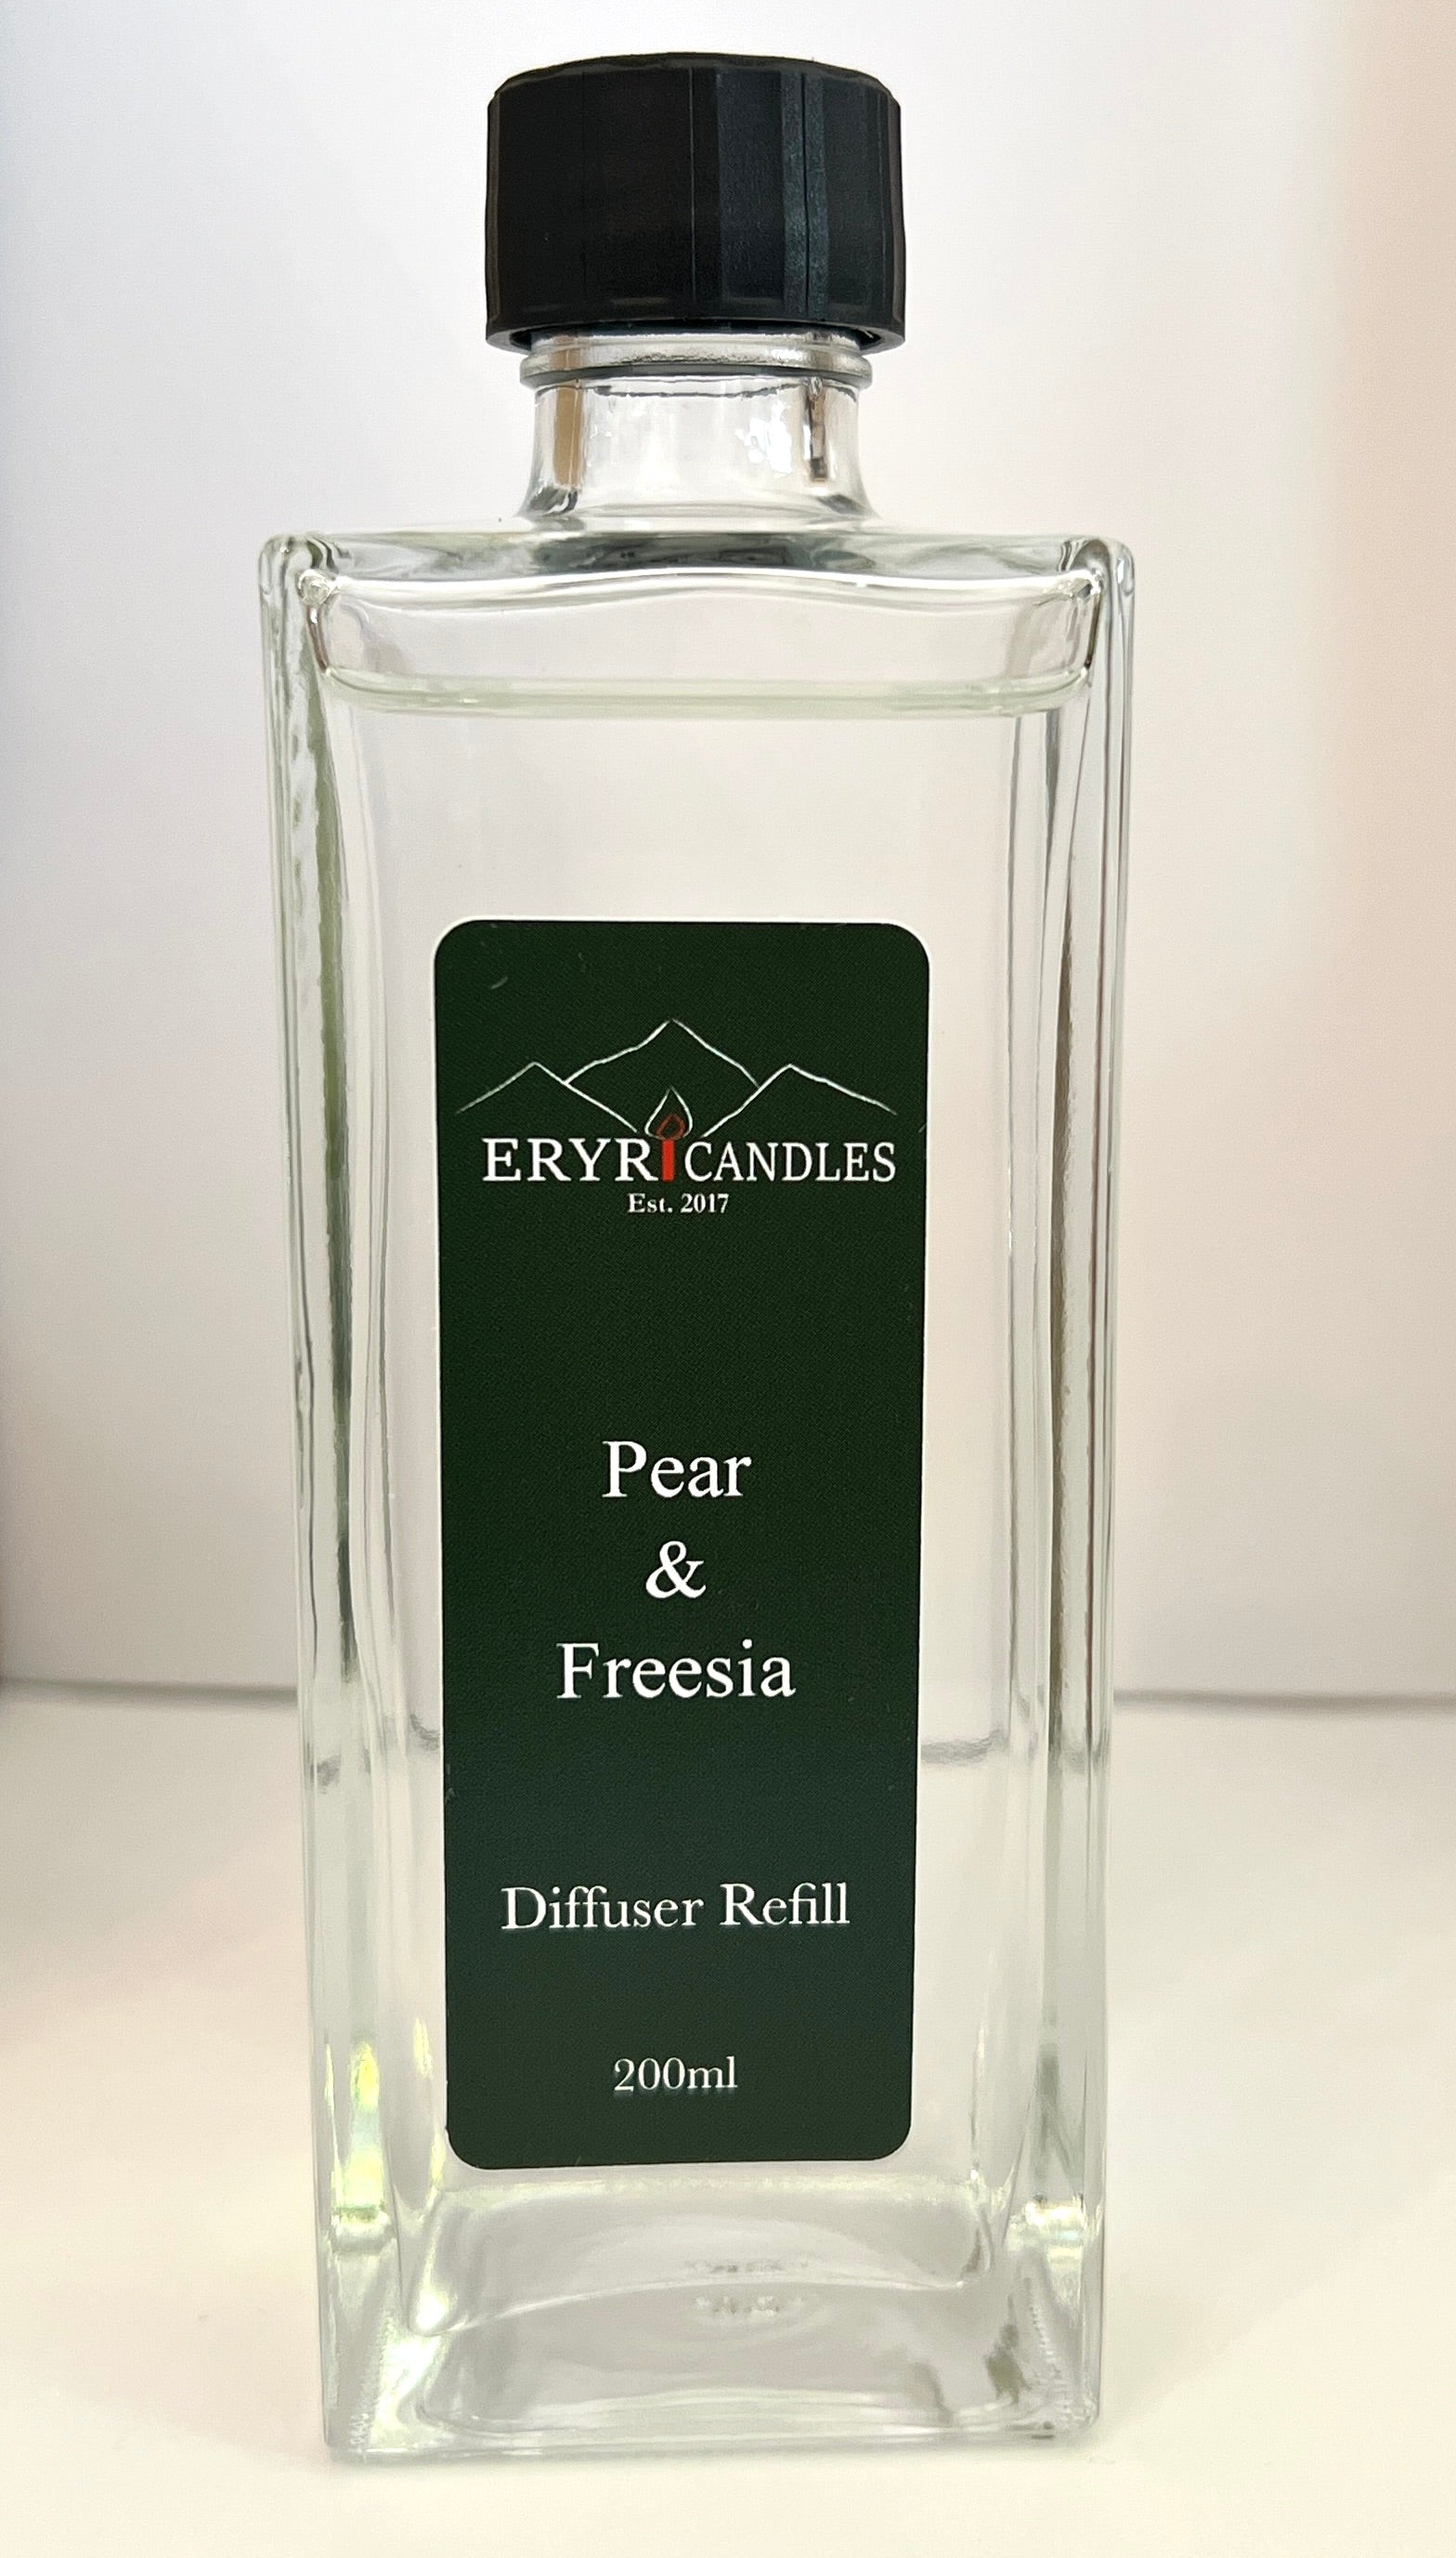 ERYRI CANDLES
Est. 2017
Pear
&
Freesia
Diffuser Refill
200ml